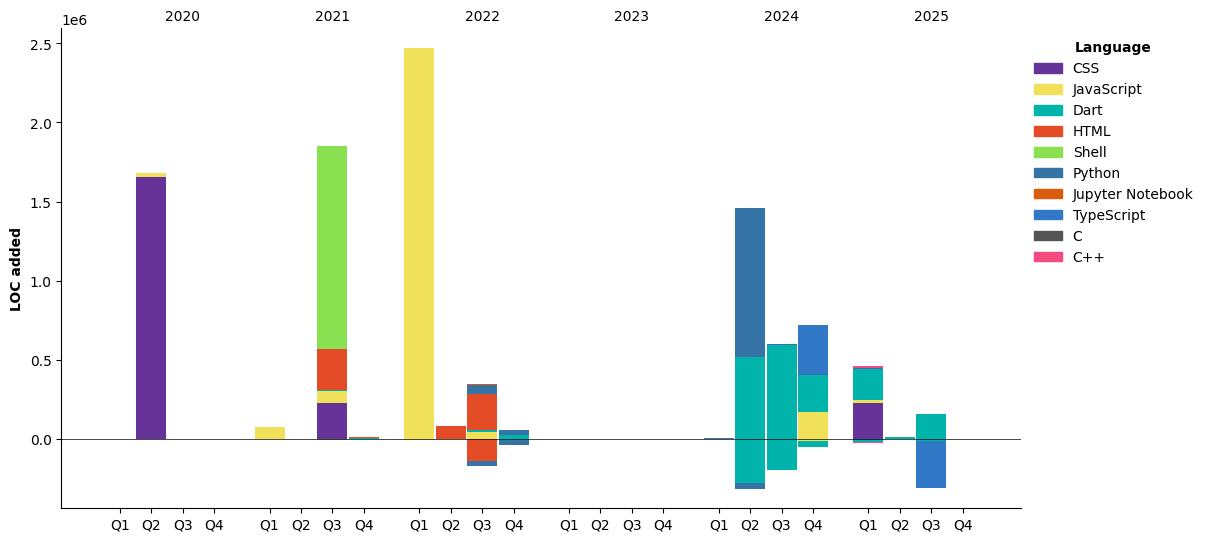 1e6 2020 2021 2022 2023 2024 2025
2.5
2.0
1.5
1.0
0.5
0.0
LOC added
Q1 Q2 Q3 Q4 Q1 Q2 Q3 Q4 Q1 Q2 Q3 Q4 Q1 Q2 Q3 Q4 Q1 Q2 Q3 Q4 Q1 Q2 Q3 Q4
Language
CSS
JavaScript
Dart
HTML
Shell
Python
Jupyter Notebook
TypeScript
C
C++